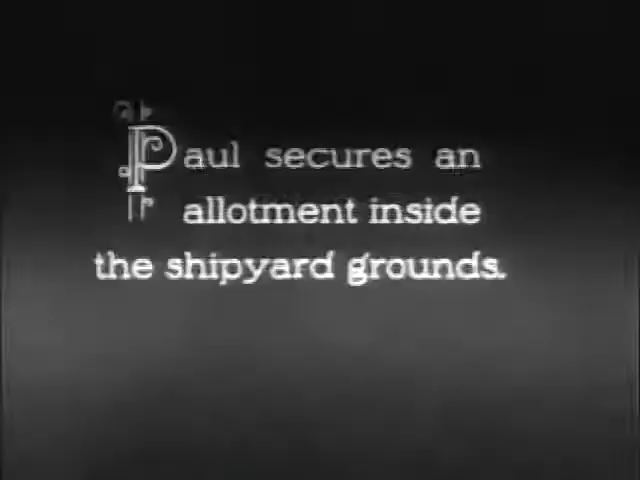 Paul secures an
allotment inside
the shipyard grounds.